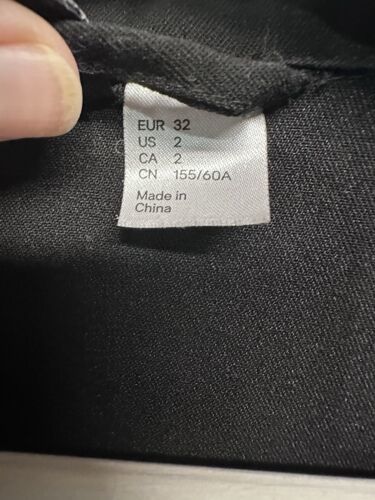 EUR 32
US 2
CA 2
CN 155/60A
Made in
China